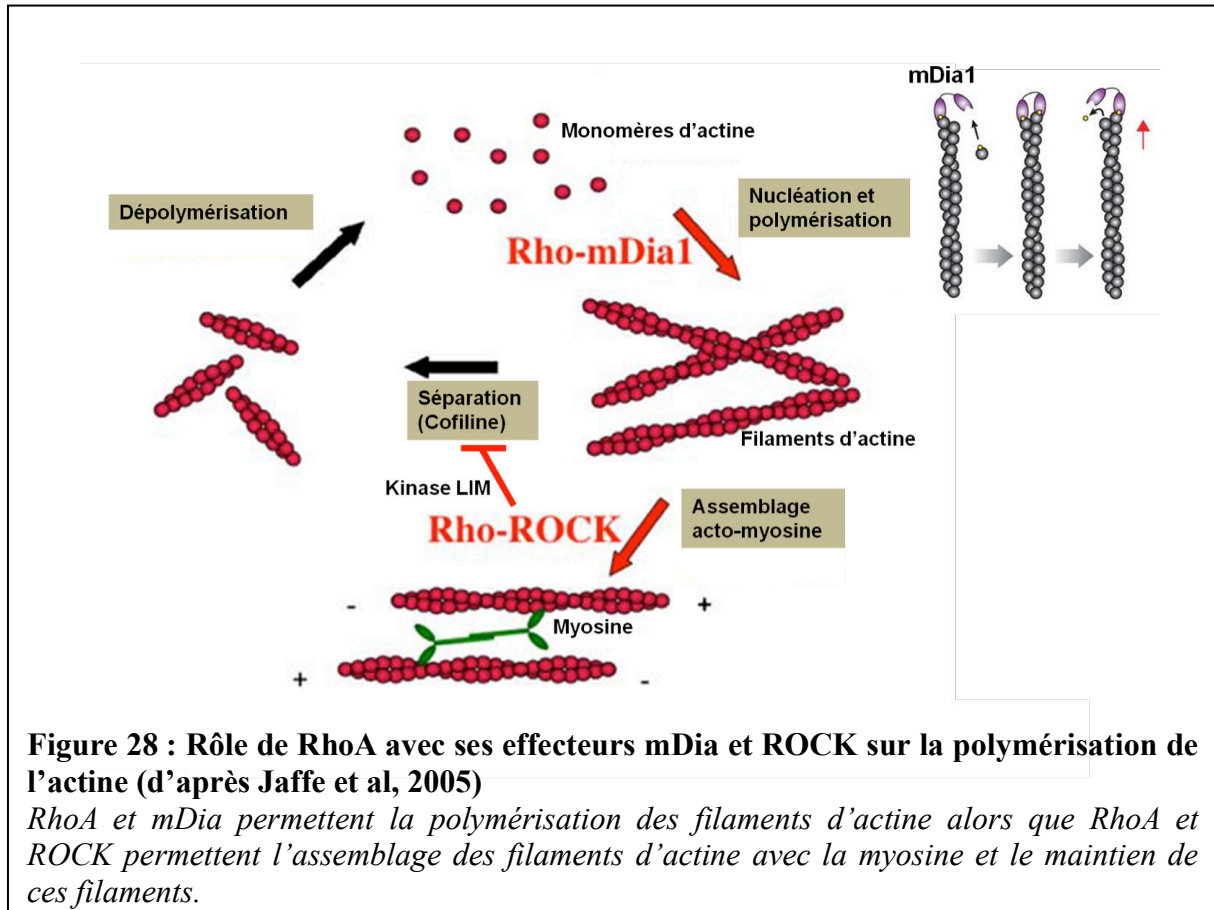 mDia1
Monomères d'actine
Dépolymérisation
Nucléation et
polymérisation
Rho-mDia1
Séparation
(Cofiline)
Filaments d'actine
Kinase LIM
Rho-ROCK
Assemblage
acto-myosine
- +
Myosine
+ -
Figure 28 : Rôle de RhoA avec ses effecteurs mDia et ROCK sur la polymérisation de
l'actine (d'après Jaffe et al, 2005)
RhoA et mDia permettent la polymérisation des filaments d'actine alors que RhoA et
ROCK permettent l'assemblage des filaments d'actine avec la myosine et le maintien de
ces filaments.